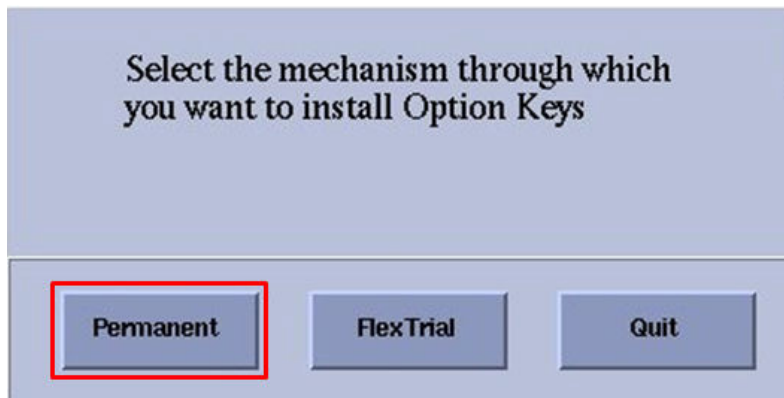 Select the mechanism through which
you want to install Option Keys
Permanent
FlexTrial
Quit